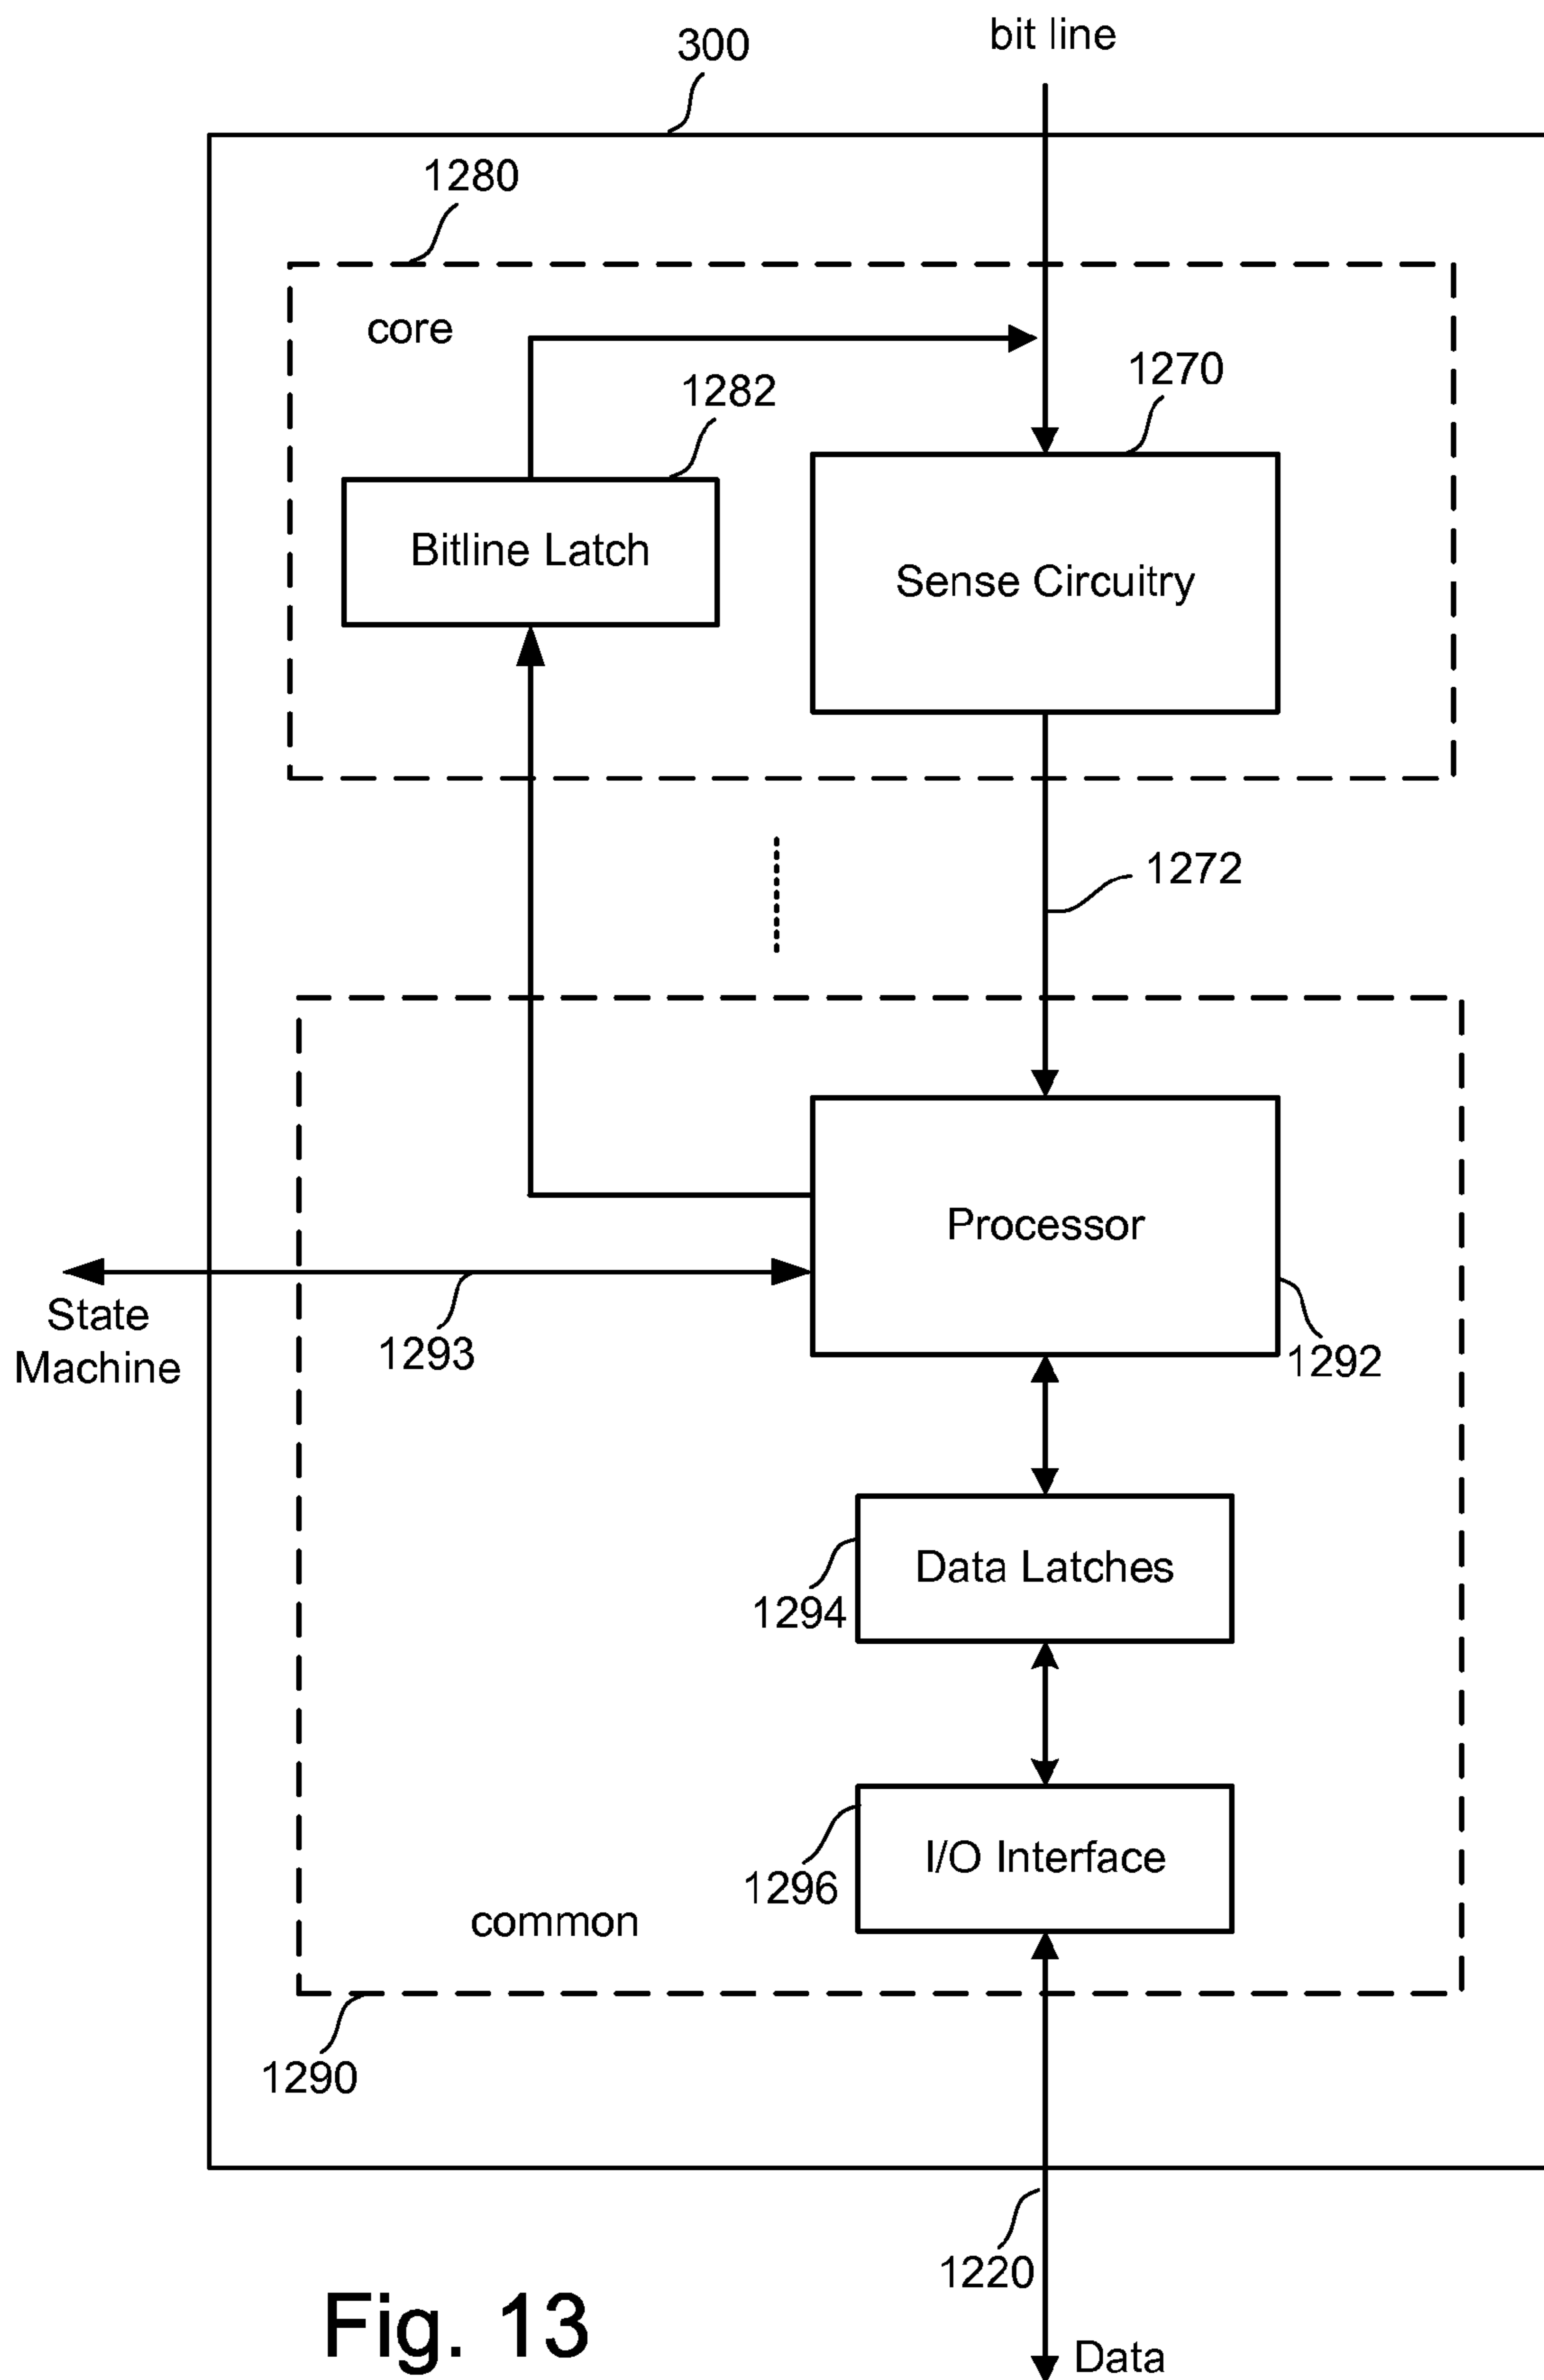 300
bit line
1280
core
1270
1282
Bitline Latch
Sense Circuitry
1272
Processor
State
Machine
1293
1292
Data Latches
1294
I/O Interface
1296
common
1290
1220
Fig. 13
Data